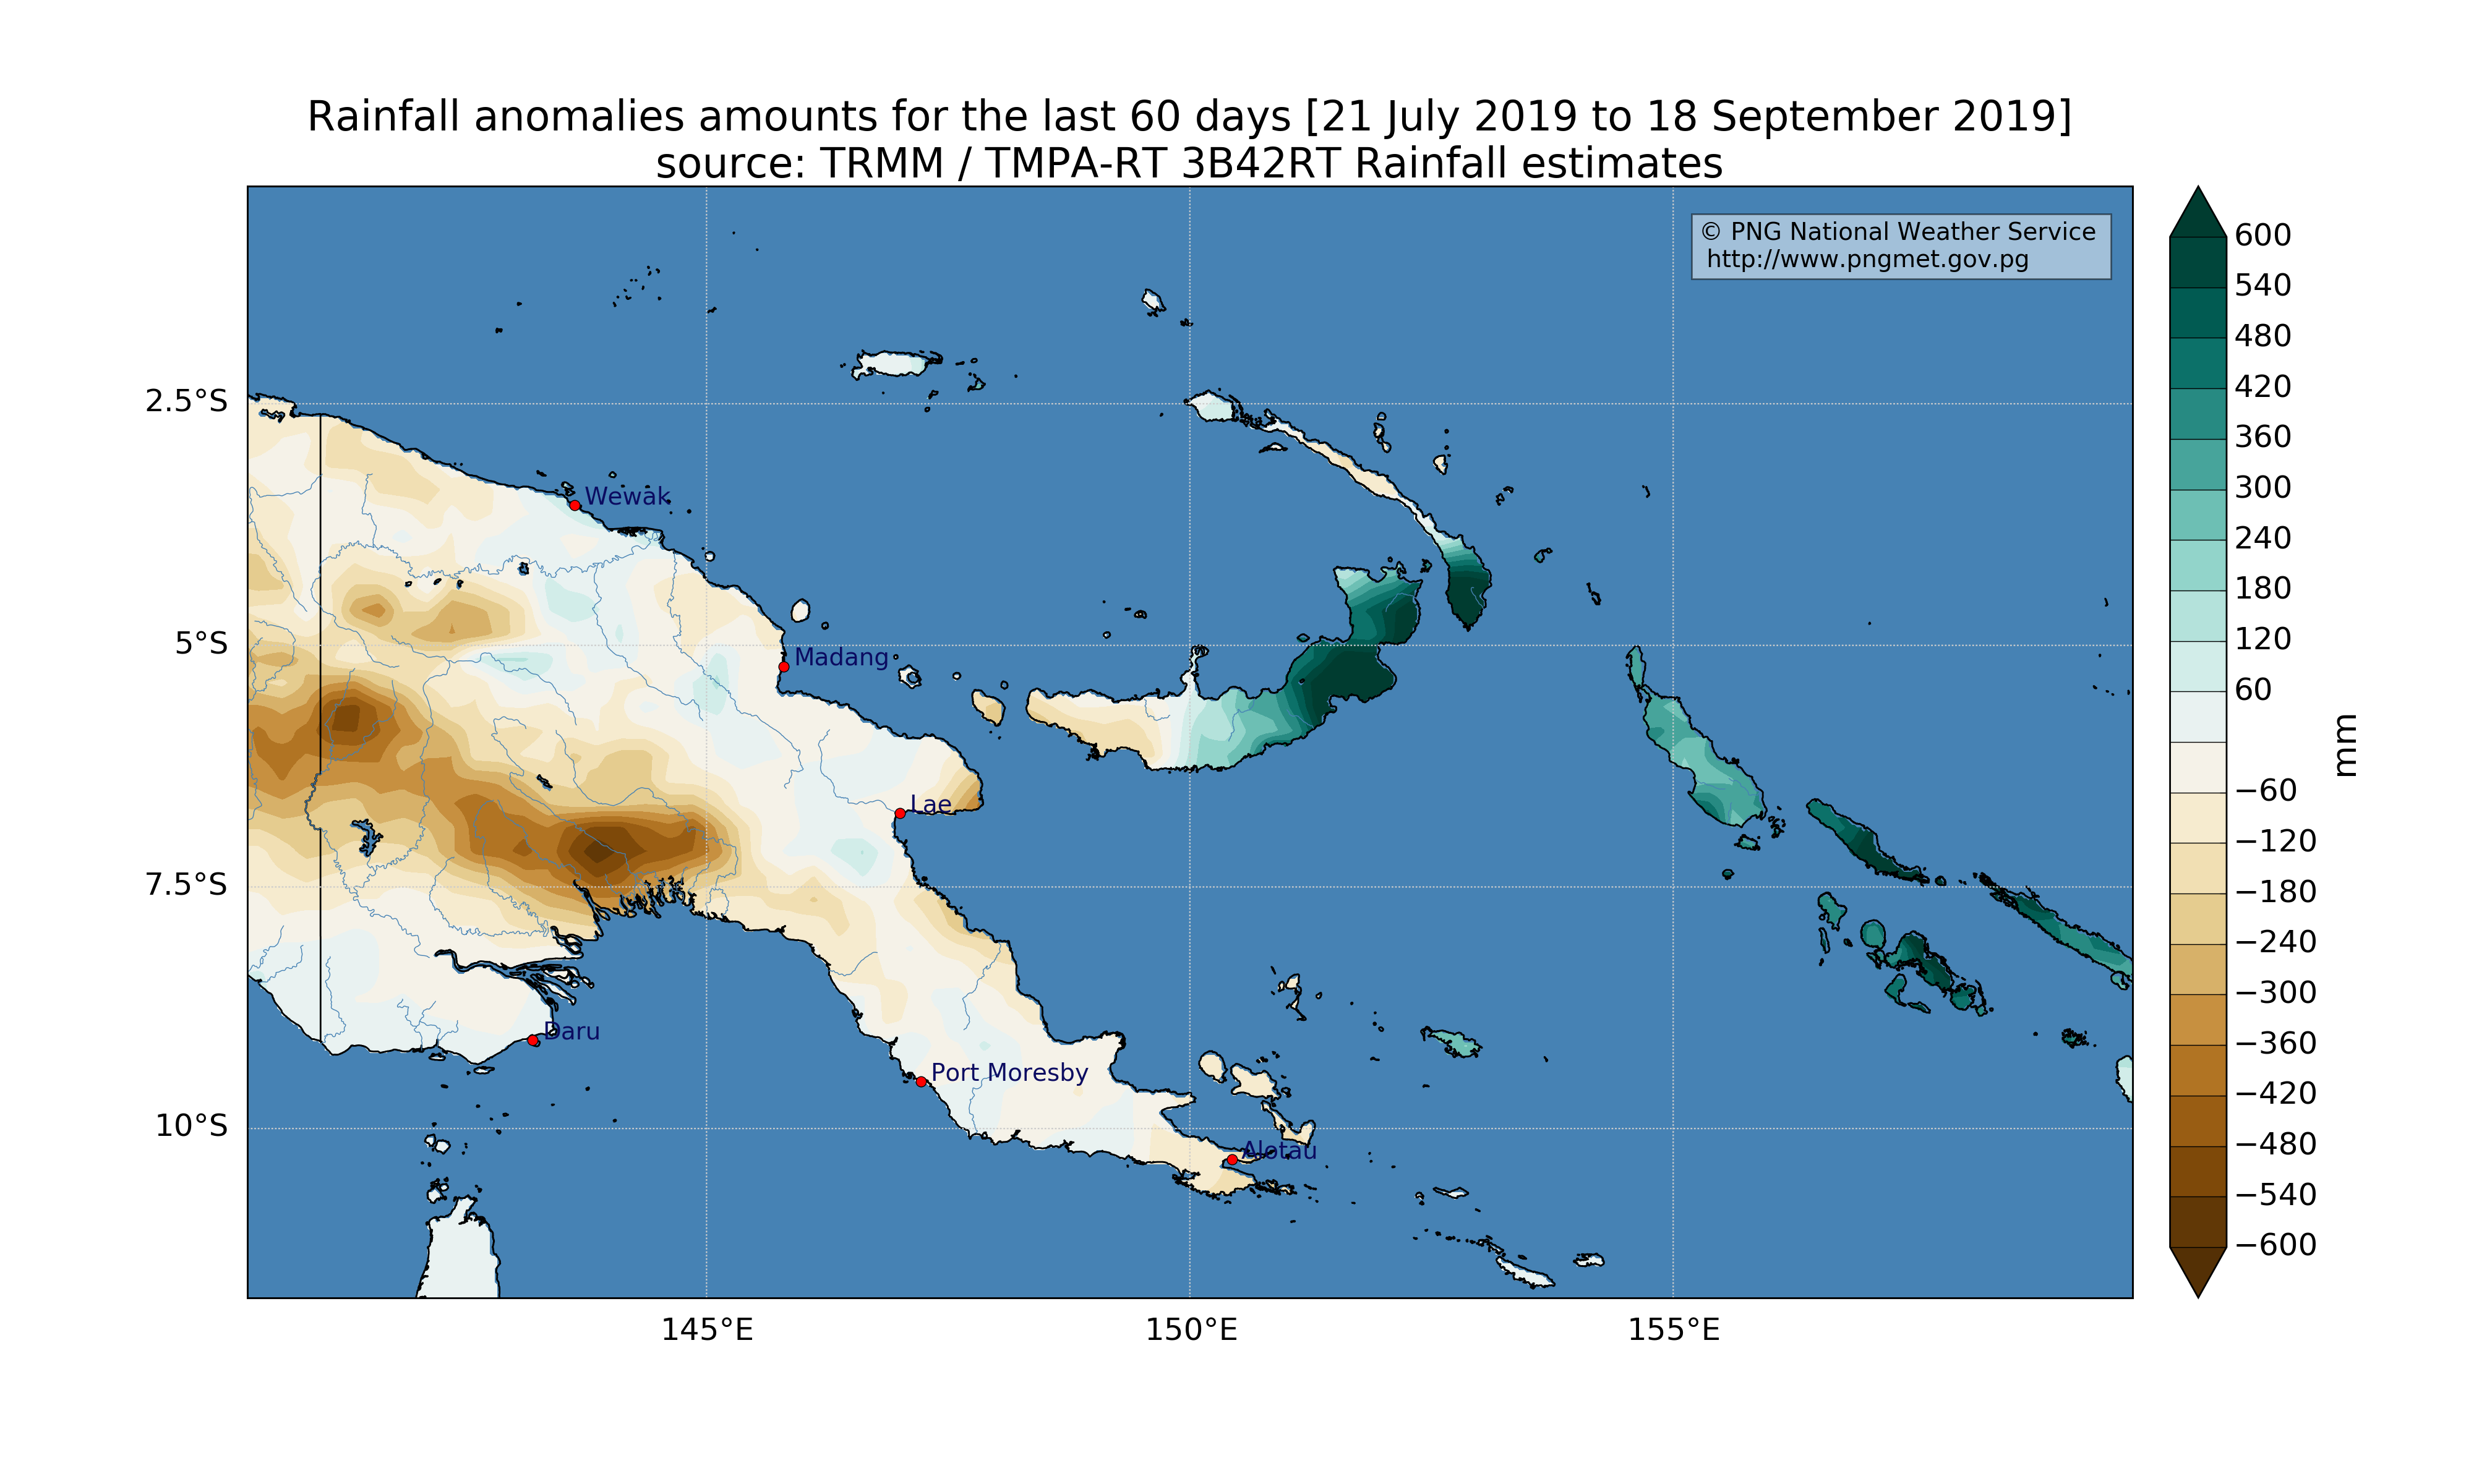 Rainfall anomalies amounts for the last 60 days [21 July 2019 to 18 September 2019]
source: TRMM / TMPA-RT 3B42RT Rainfall estimates
© PNG National Weather Service
http://www.pngmet.gov.pg
2.5°S
5°S
7.5°S
10°S
Wewak
Madang
Lae
Daru
Port Moresby
Alotau
145°E
150°E
155°E
600
540
480
420
360
300
240
180
120
60
−60
−120
−180
−240
−300
−360
−420
−480
−540
−600
mm